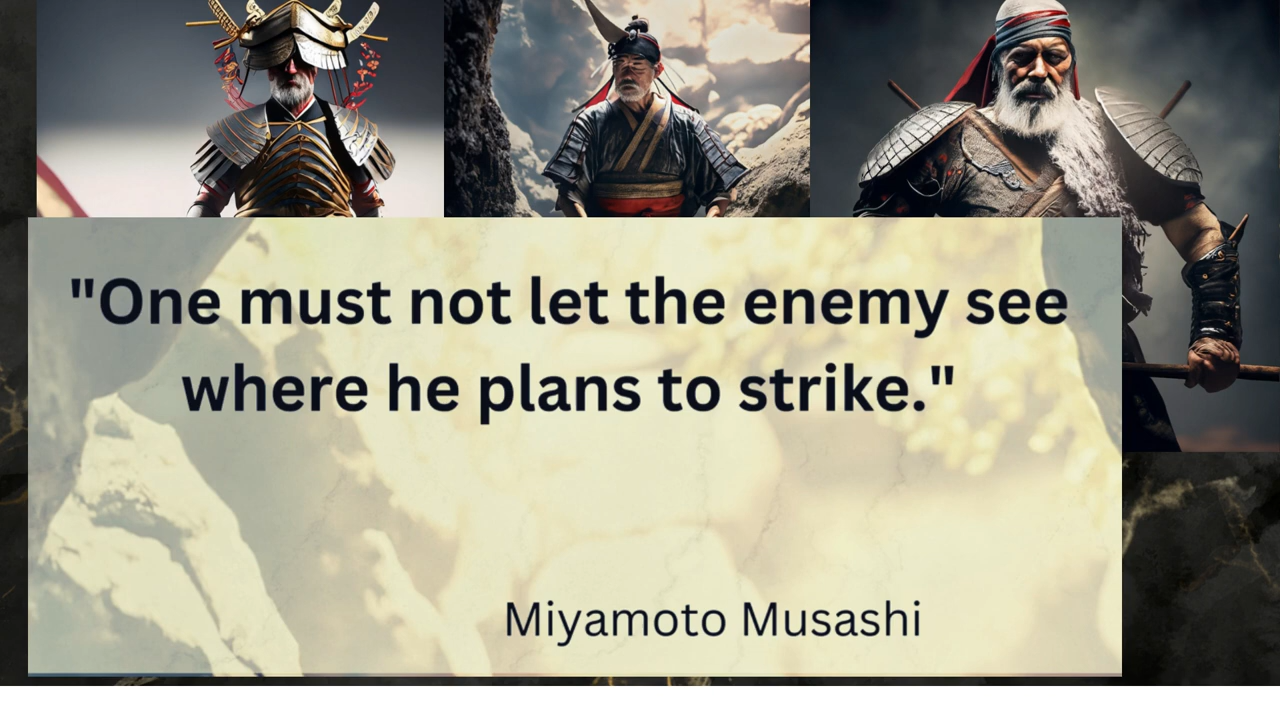 "One must not let the enemy see
where he plans to strike."
Miyamoto Musashi